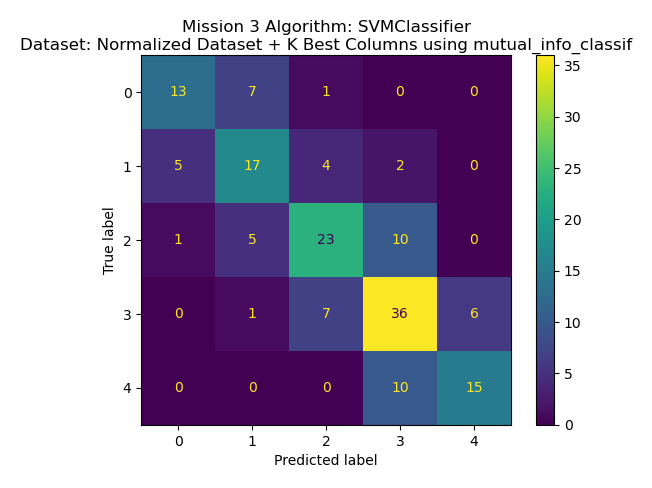 Mission 3 Algorithm: SVMClassifier
Dataset: Normalized Dataset + K Best Columns using mutual_info_classif
0 13 7 1 0 0
1 5 17 4 2 0
2 1 5 23 10 0
3 0 1 7 36 6
4 0 0 0 10 15
0 1 2 3 4
True label
Predicted label
35
30
25
20
15
10
5
0